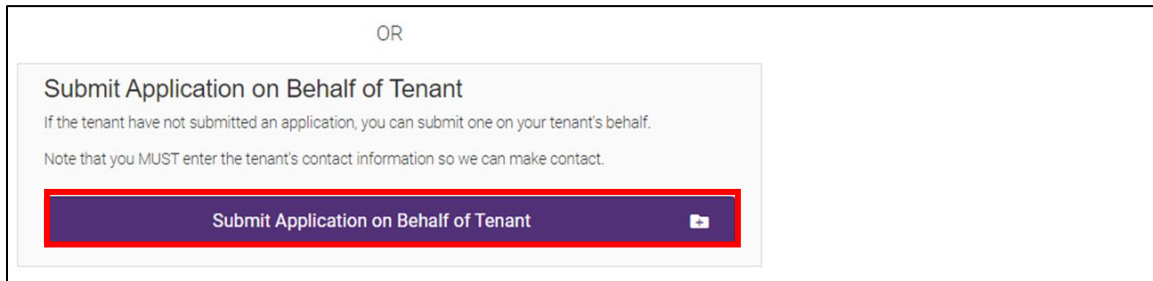 OR
Submit Application on Behalf of Tenant
If the tenant have not submitted an application, you can submit one on your tenant's behalf.
Note that you MUST enter the tenant's contact information so we can make contact.
Submit Application on Behalf of Tenant